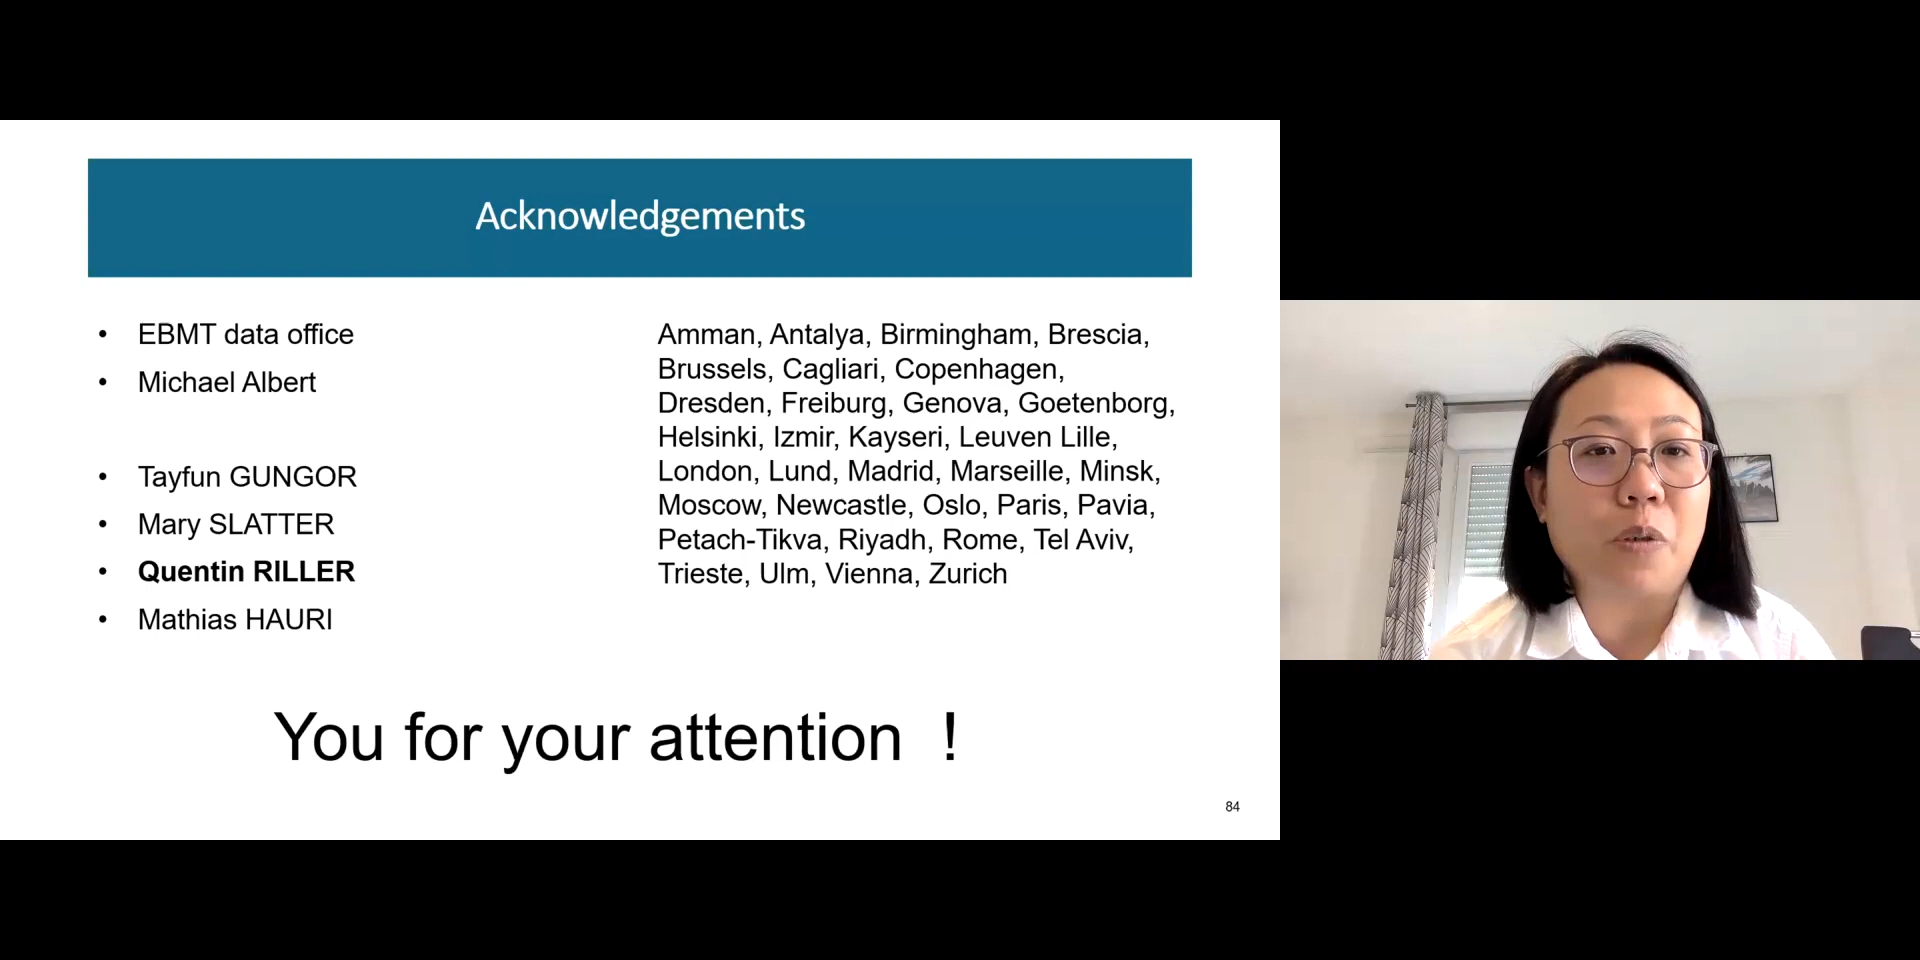 Acknowledgements
• EBMT data office
• Michael Albert
• Tayfun GUNGOR
• Mary SLATTER
• Quentin RILLER
• Mathias HAURI
Amman, Antalya, Birmingham, Brescia,
Brussels, Cagliari, Copenhagen,
Dresden, Freiburg, Genova, Goetenborg,
Helsinki, Izmir, Kayseri, Leuven Lille,
London, Lund, Madrid, Marseille, Minsk,
Moscow, Newcastle, Oslo, Paris, Pavia,
Petach-Tikva, Riyadh, Rome, Tel Aviv,
Trieste, Ulm, Vienna, Zurich
You for your attention !
84